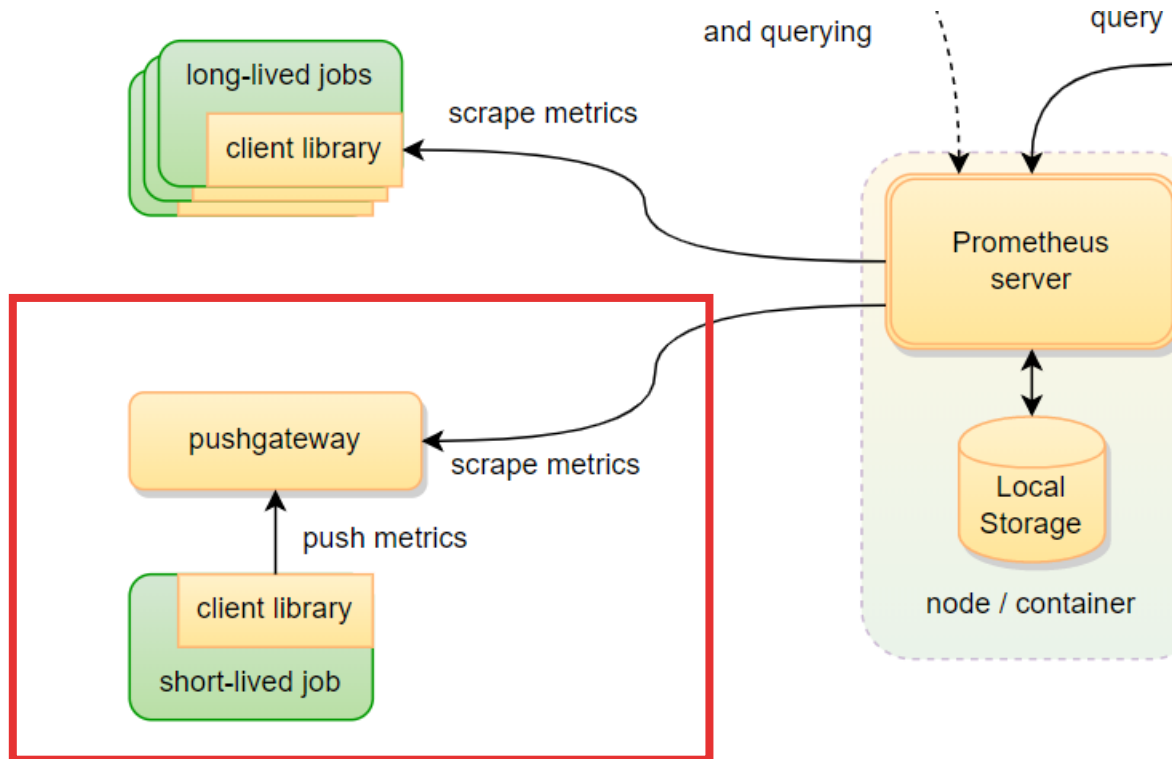 and querying
query
long-lived jobs
client library
scrape metrics
Prometheus
server
pushgateway
scrape metrics
push metrics
client library
short-lived job
Local
Storage
node / container